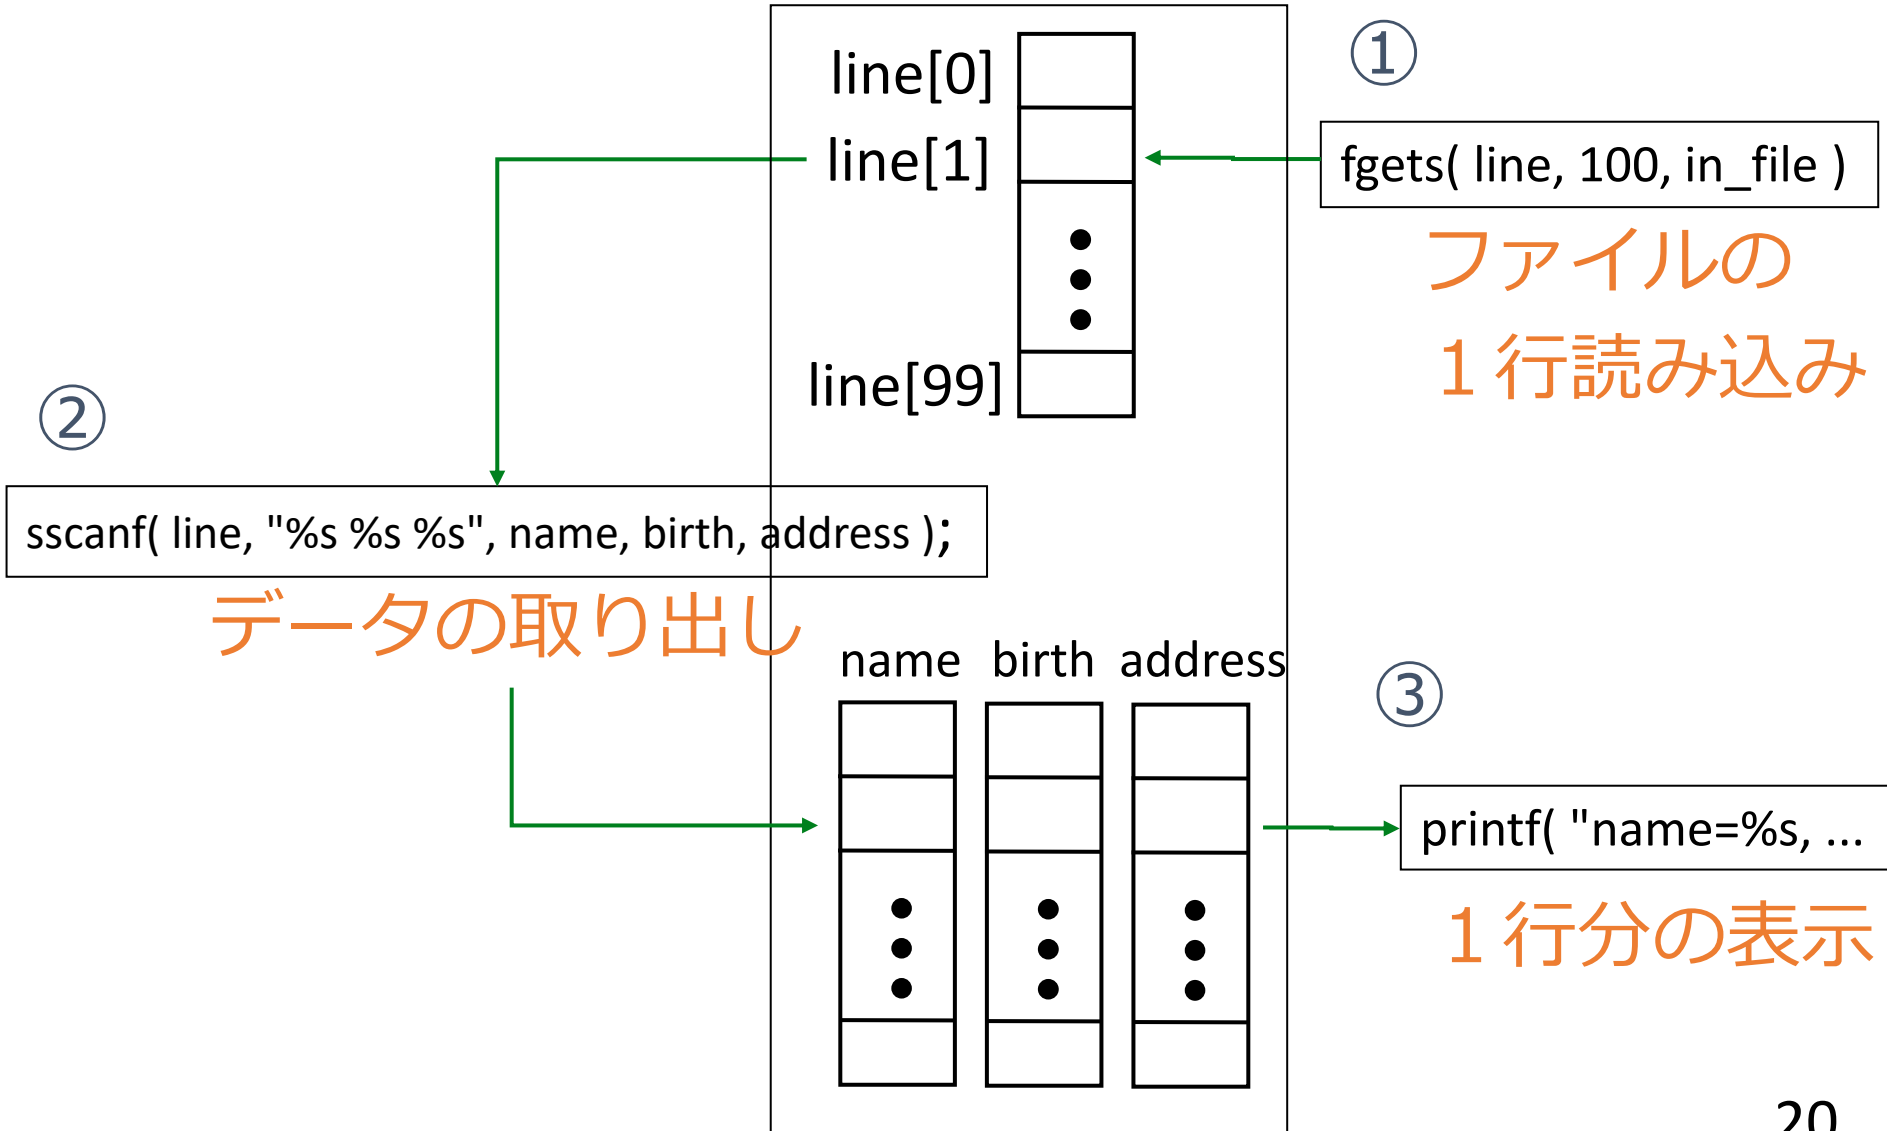 ①
line[0]
line[1]
line[99]
fgets( line, 100, in_file )
ファイルの
１行読み込み
②
sscanf( line, "%s %s %s", name, birth, address );
データの取り出し
name birth address
③
printf( "name=%s, ...
１行分の表示
20